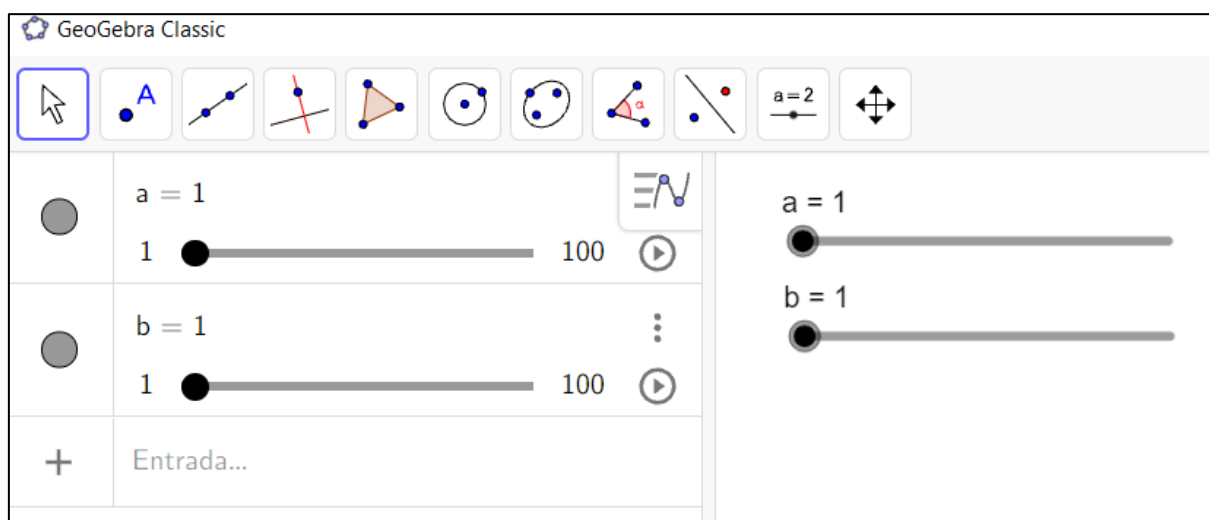 GeoGebra Classic
A
α
a=2
a = 1
1 100
b = 1
1 100
Entrada...
a = 1
b = 1